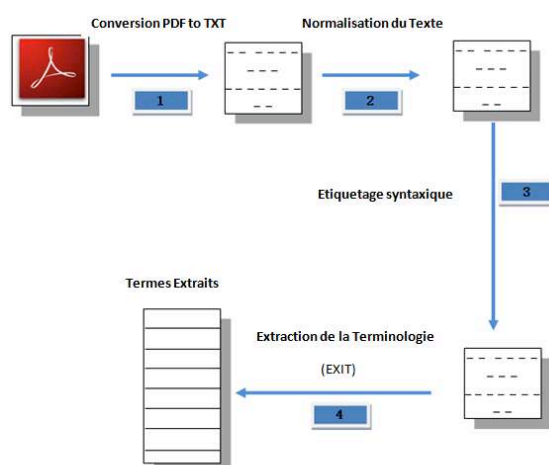 Conversion PDF to TXT
Normalisation du Texte
1
2
Etiquetage syntaxique
3
Termes Extraits
Extraction de la Terminologie
(EXIT)
4